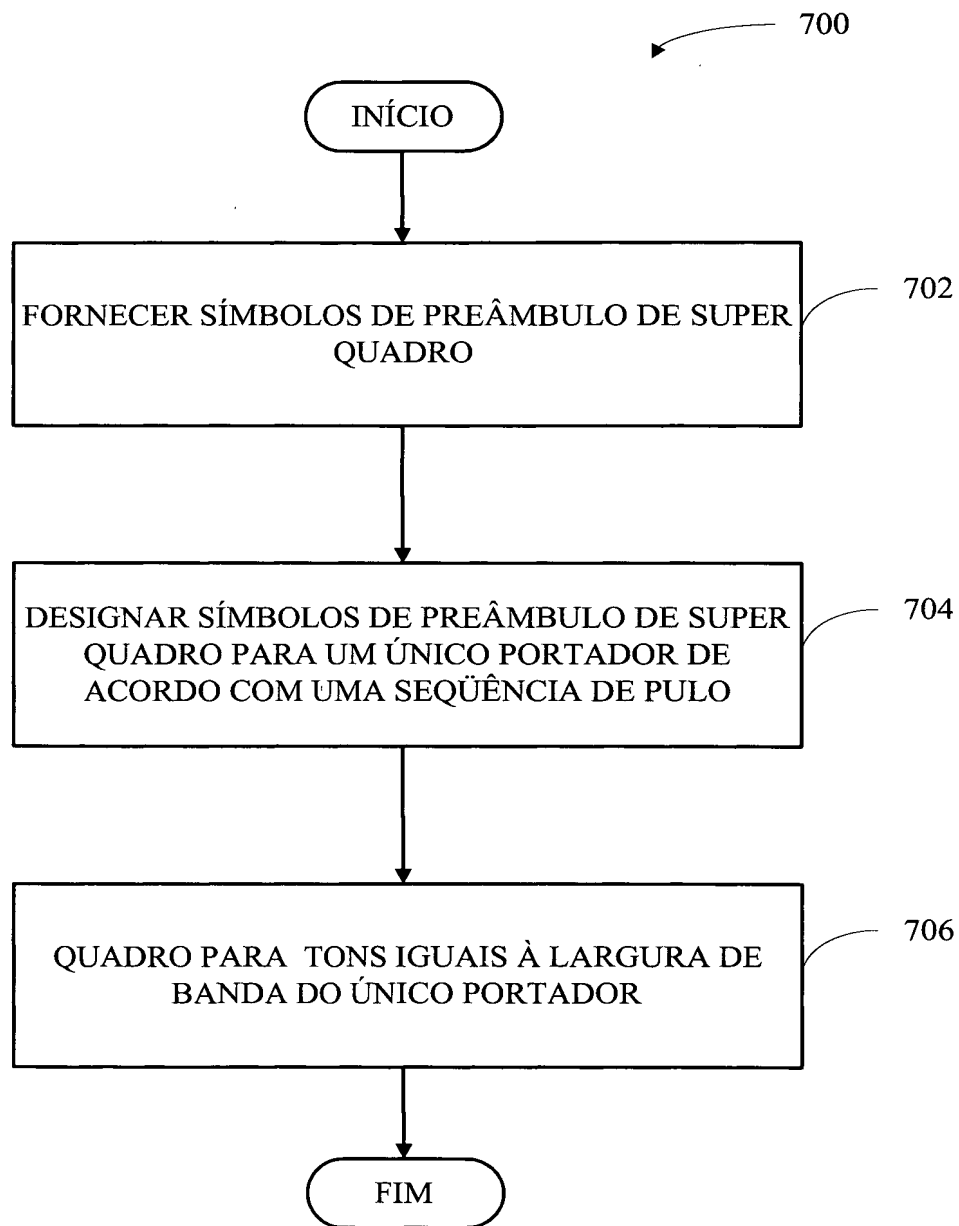 700
INÍCIO
FORNECER SÍMBOLOS DE PREÂMBULO DE SUPER
QUADRO
702
DESIGNAR SÍMBOLOS DE PREÂMBULO DE SUPER
QUADRO PARA UM ÚNICO PORTADOR DE
ACORDO COM UMA SEQÜÊNCIA DE PULO
704
QUADRO PARA TONS IGUAIS À LARGURA DE
BANDA DO ÚNICO PORTADOR
706
FIM